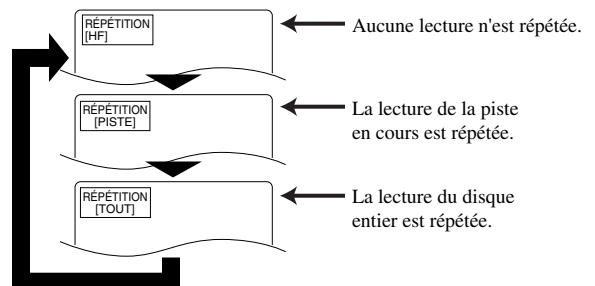 RÉPÉTITION
[HF]
Aucune lecture n'est répétée.
RÉPÉTITION
[PISTE]
La lecture de la piste
en cours est répétée.
RÉPÉTITION
[TOUT]
La lecture du disque
entier est répétée.